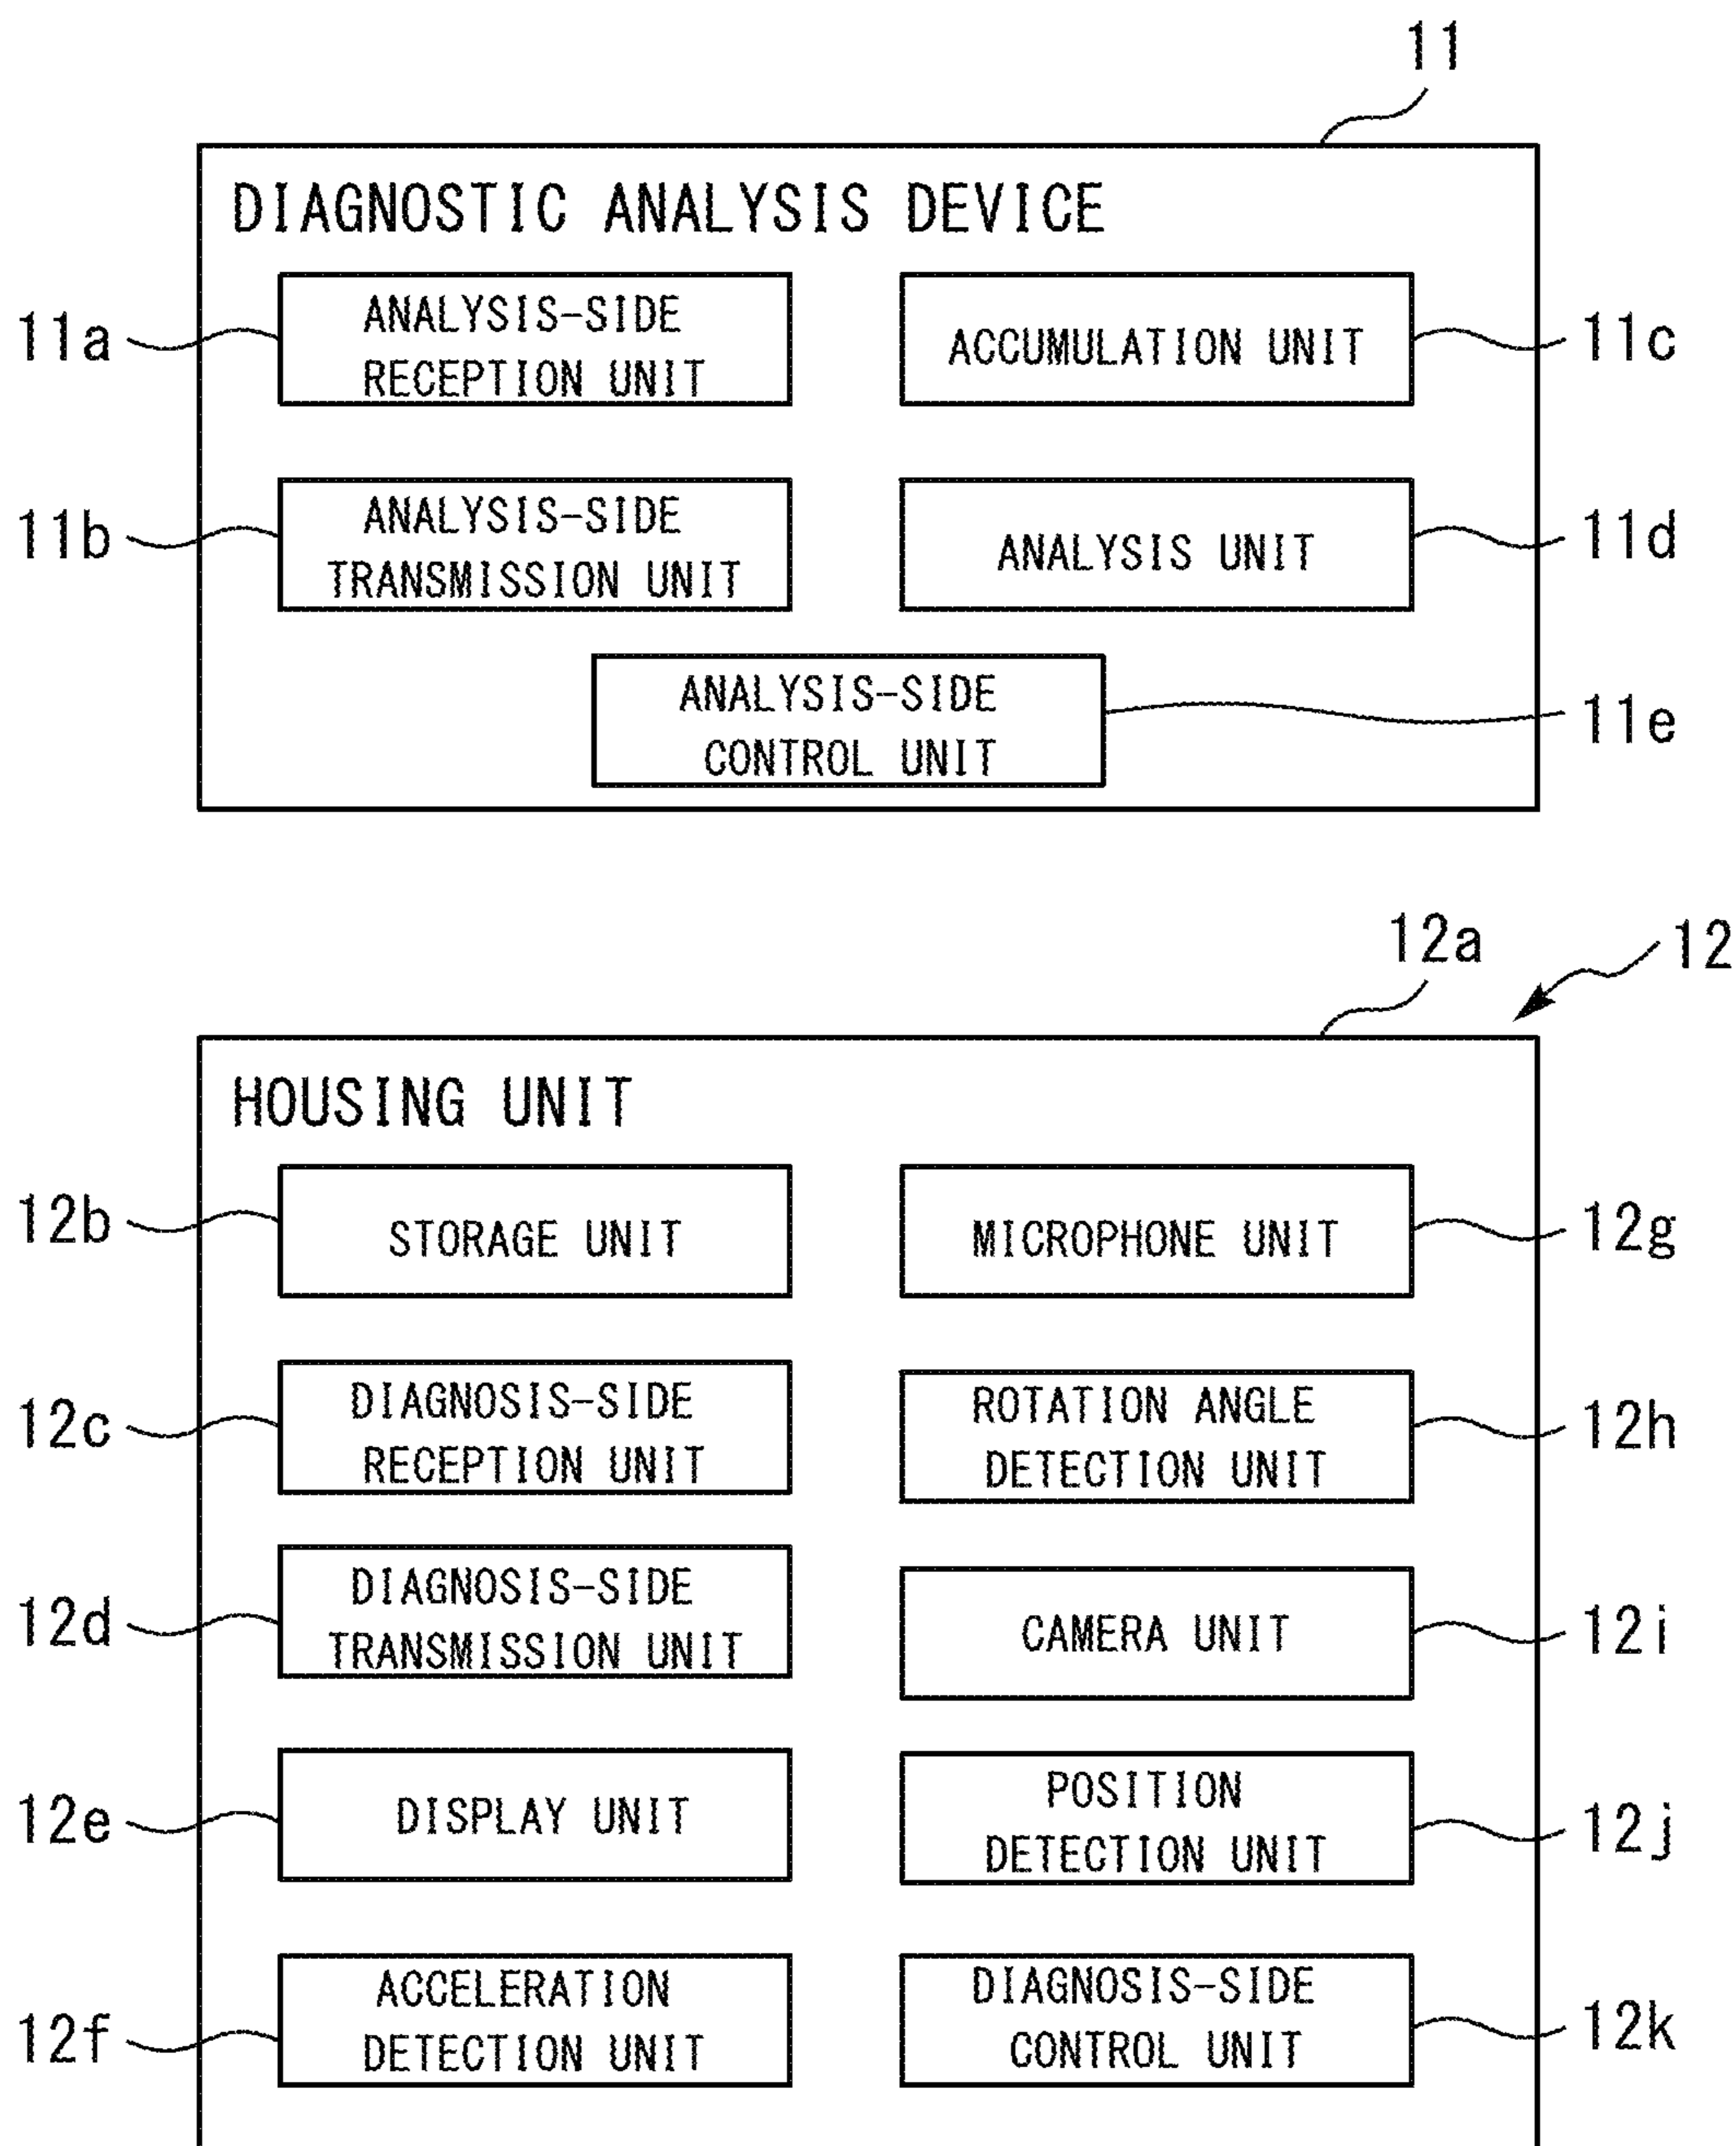 11
DIAGNOSTIC ANALYSIS DEVICE
11a
ANALYSIS-SIDE
RECEPTION UNIT
ACCUMULATION UNIT
11c
11b
ANALYSIS-SIDE
TRANSMISSION UNIT
ANALYSIS UNIT
11d
ANALYSIS-SIDE
CONTROL UNIT
11e
12a
12
HOUSING UNIT
12b
STORAGE UNIT
MICROPHONE UNIT
12g
12c
DIAGNOSIS-SIDE
RECEPTION UNIT
ROTATION ANGLE
DETECTION UNIT
12h
12d
DIAGNOSIS-SIDE
TRANSMISSION UNIT
CAMERA UNIT
12i
12e
DISPLAY UNIT
POSITION
DETECTION UNIT
12j
12f
ACCELERATION
DETECTION UNIT
DIAGNOSIS-SIDE
CONTROL UNIT
12k